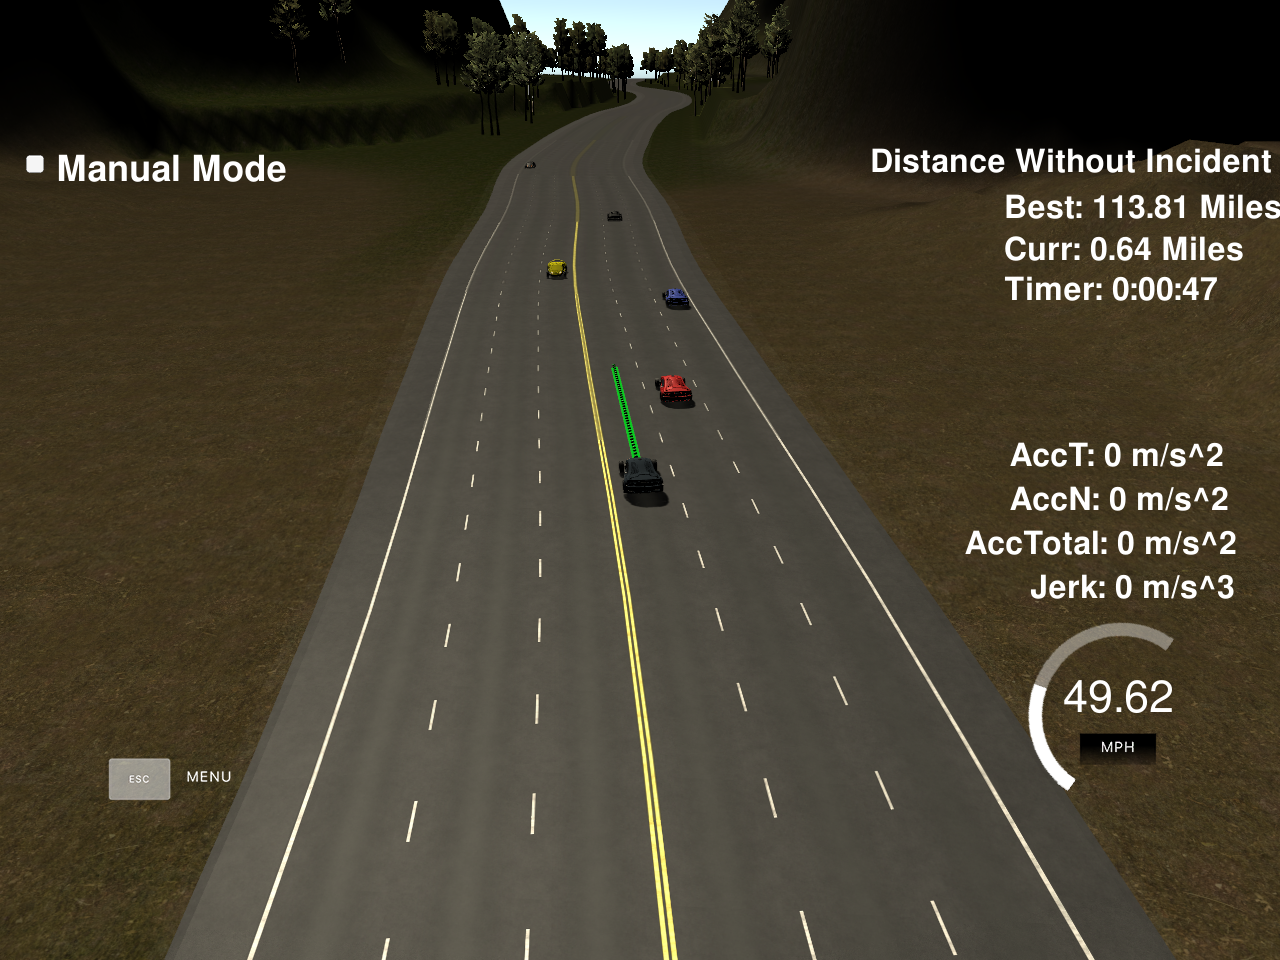 Manual Mode
Distance Without Incident
Best: 113.81 Miles
Curr: 0.64 Miles
Timer: 0:00:47
AccT: 0 m/s^2
AccN: 0 m/s^2
AccTotal: 0 m/s^2
Jerk: 0 m/s^3
49.62
MPH
ESC MENU